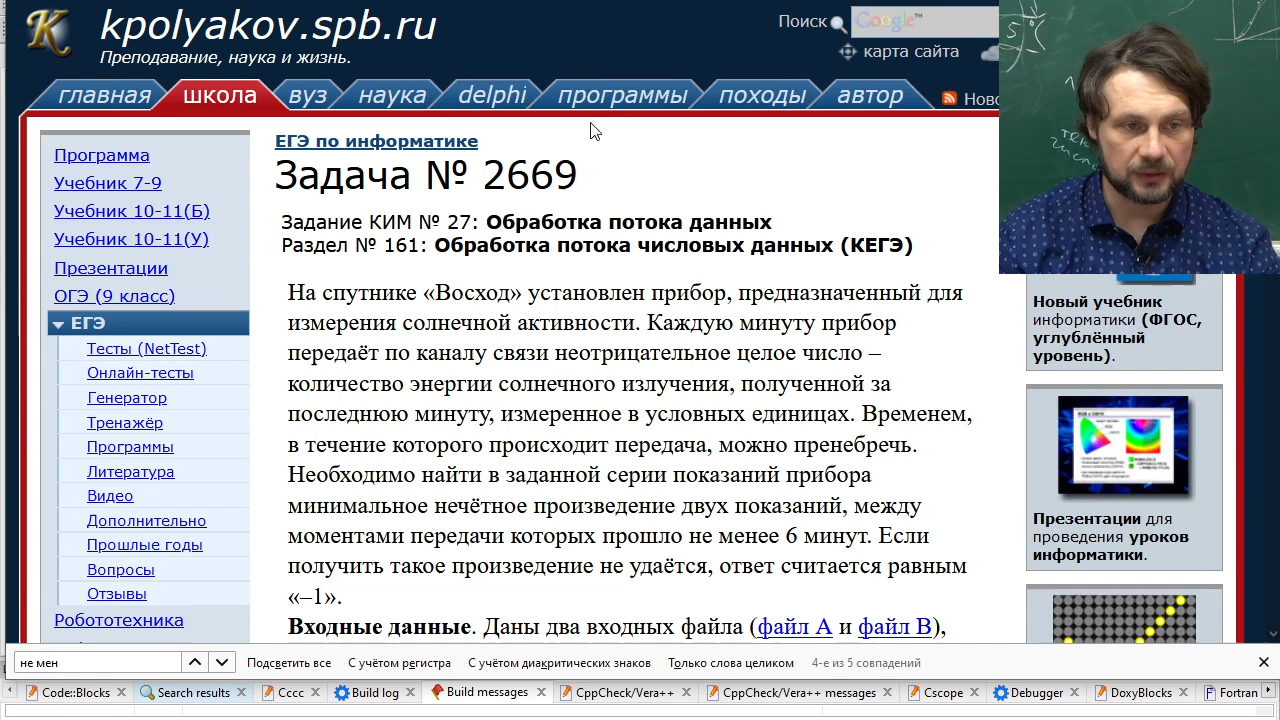 kpolyakov.spb.ru
Преподавание, наука и жизнь.
Поиск
Google™
карта сайта
главная
школа
вуз
наука
delphi
программы
походы
автор
Ново
Программа
Учебник 7-9
Учебник 10-11(Б)
Учебник 10-11(У)
Презентации
ОГЭ (9 класс)
ЕГЭ
Тесты (NetTest)
Онлайн-тесты
Генератор
Тренажёр
Программы
Литература
Видео
Дополнительно
Прошлые годы
Вопросы
Отзывы
Робототехника
ЕГЭ по информатике
Задача № 2669
Задание КИМ № 27: Обработка потока данных
Раздел № 161: Обработка потока числовых данных (КЕГЭ)
На спутнике «Восход» установлен прибор, предназначенный для
измерения солнечной активности. Каждую минуту прибор
передаёт по каналу связи неотрицательное целое число –
количество энергии солнечного излучения, полученной за
последнюю минуту, измеренное в условных единицах. Временем,
в течение которого происходит передача, можно пренебречь.
Необходимо найти в заданной серии показаний прибора
минимальное нечётное произведение двух показаний, между
моментами передачи которых прошло не менее 6 минут. Если
получить такое произведение не удаётся, ответ считается равным
«–1».
Входные данные. Даны два входных файла (файл A и файл B),
Новый учебник
информатики (ФГОС,
углублённый
уровень).
Презентации для
проведения уроков
информатики.
не мен
Подсветить все
С учётом регистра
С учётом диакритических знаков
Только слова целиком
4-е из 5 совпадений
Code::Blocks
Search results
Cccc
Build log
Build messages
CppCheck/Vera++
CppCheck/Vera++ messages
Cscope
Debugger
DoxyBlocks
Fortran